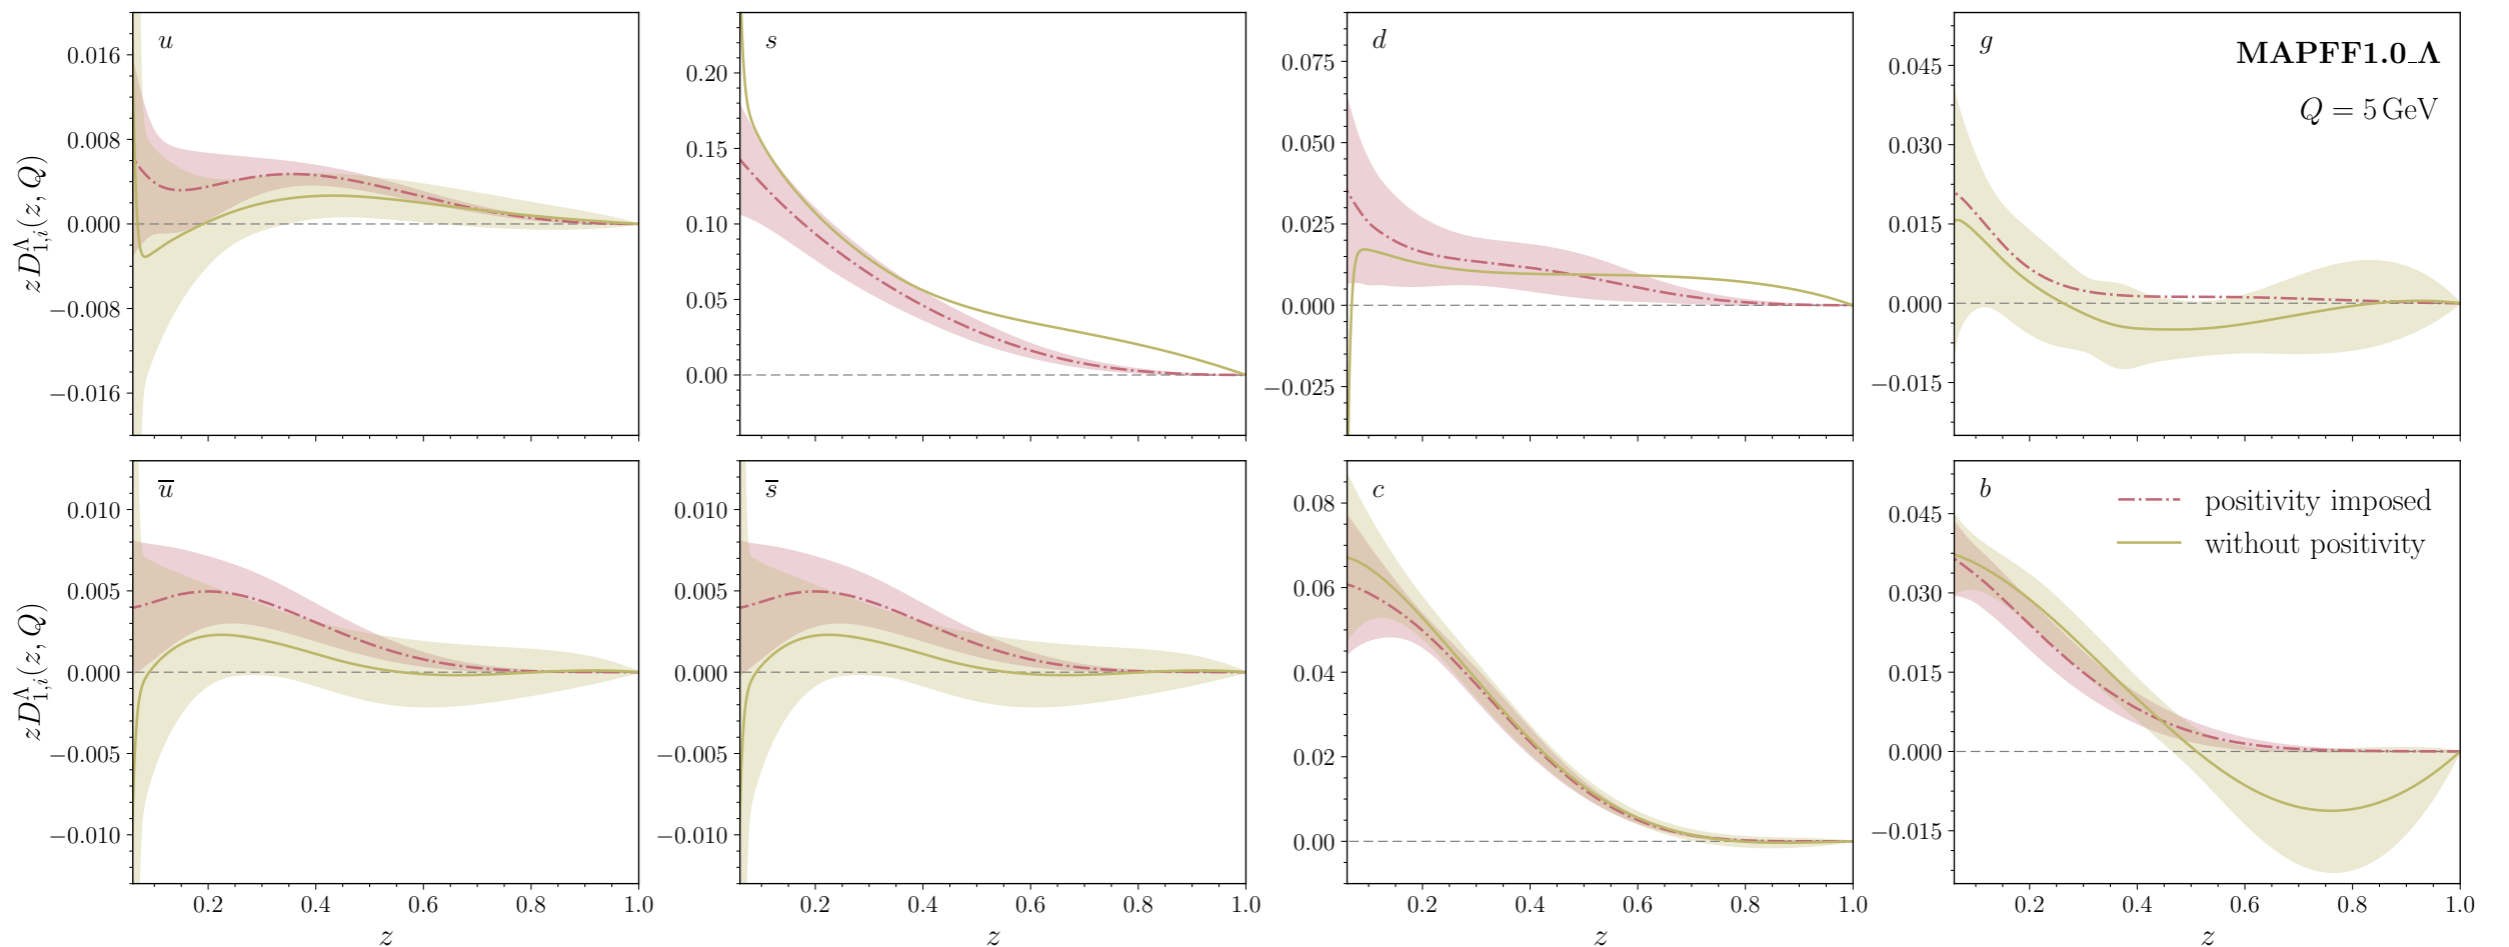 u
0.016
0.008
0.000
−0.008
−0.016
zD^Λ_{1,i}(z, Q)
s
0.20
0.15
0.10
0.05
0.00
d
0.075
0.050
0.025
0.000
−0.025
g
MAPFF1.0_Λ
Q = 5 GeV
0.045
0.030
0.015
0.000
−0.015
u̅
0.010
0.005
0.000
−0.005
−0.010
zD^Λ_{1,i}(z, Q)
0.2 0.4 0.6 0.8 1.0
z
s̅
0.010
0.005
0.000
−0.005
−0.010
0.2 0.4 0.6 0.8 1.0
z
c
0.08
0.06
0.04
0.02
0.00
0.2 0.4 0.6 0.8 1.0
z
b
positivity imposed
without positivity
0.045
0.030
0.015
0.000
−0.015
0.2 0.4 0.6 0.8 1.0
z